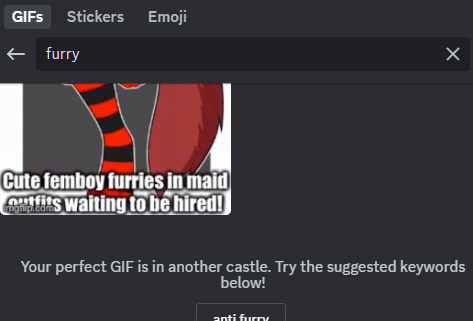 GIFs Stickers Emoji
furry
Cute femboy furries in maid
outfits waiting to be hired!
imgflip.com
Your perfect GIF is in another castle. Try the suggested keywords
below!
anti furry